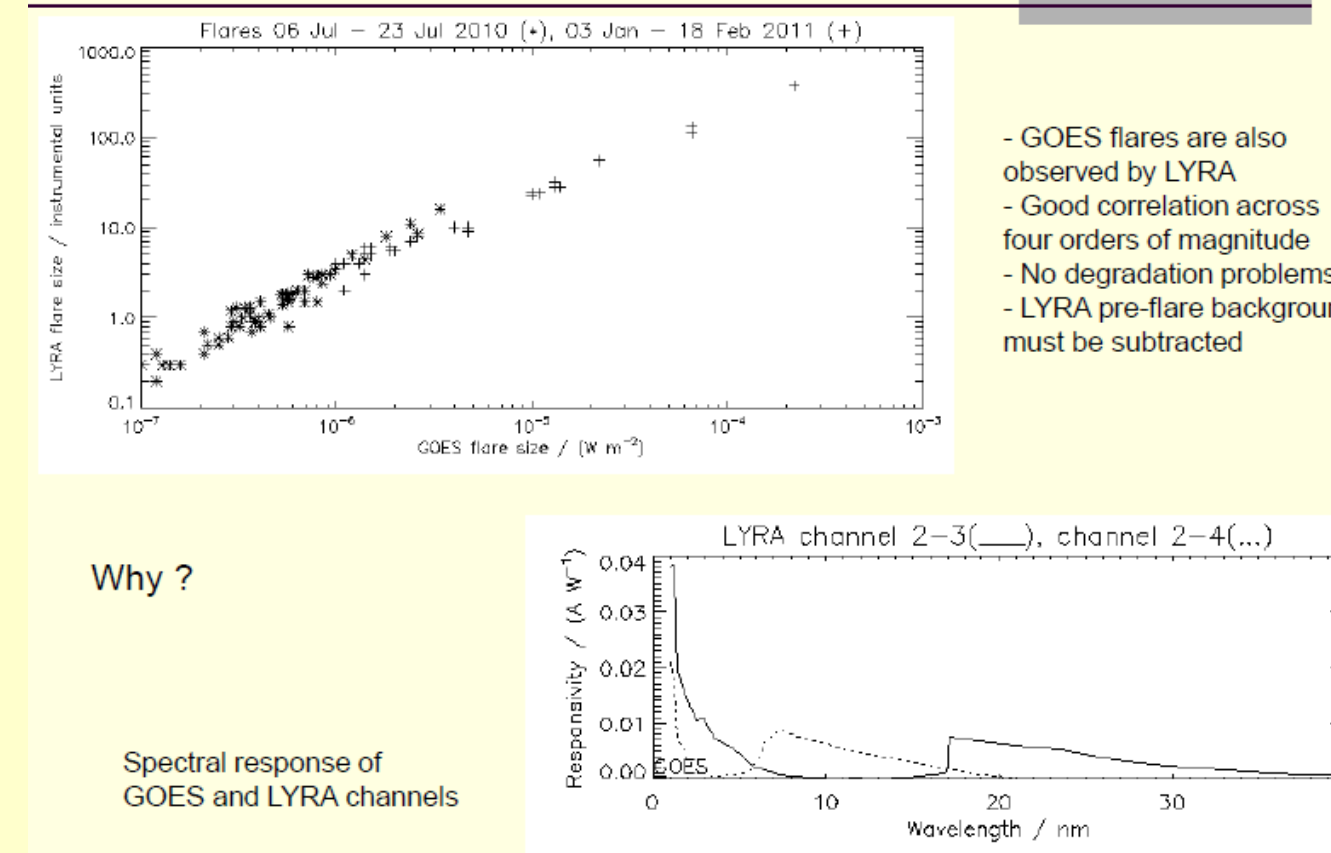 Flares 06 Jul – 23 Jul 2010 (*), 03 Jan – 18 Feb 2011 (+)
1000.0
100.0
10.0
1.0
0.1
LYRA flare size / instrumental units
10⁻⁷ 10⁻⁶ 10⁻⁵ 10⁻⁴ 10⁻³
GOES flare size / (W m⁻²)
- GOES flares are also
observed by LYRA
- Good correlation across
four orders of magnitude
- No degradation problems
- LYRA pre-flare backgroun
must be subtracted
Why ?
Spectral response of
GOES and LYRA channels
LYRA channel 2–3(___), channel 2–4(...)
0.04
0.03
0.02
0.01
0.00
Responsivity / (A W⁻¹)
GOES
0 10 20 30
Wavelength / nm